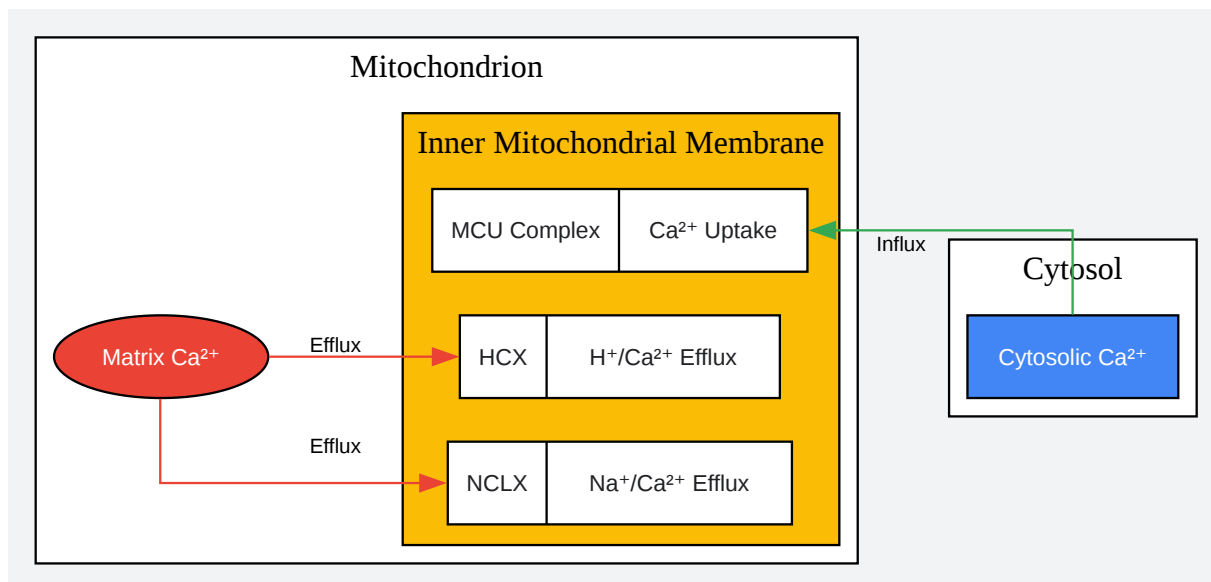 Mitochondrion
Inner Mitochondrial Membrane
MCU Complex
Ca²⁺ Uptake
Influx
Cytosol
Matrix Ca²⁺
Efflux
HCX
H⁺/Ca²⁺ Efflux
Cytosolic Ca²⁺
Efflux
NCLX
Na⁺/Ca²⁺ Efflux